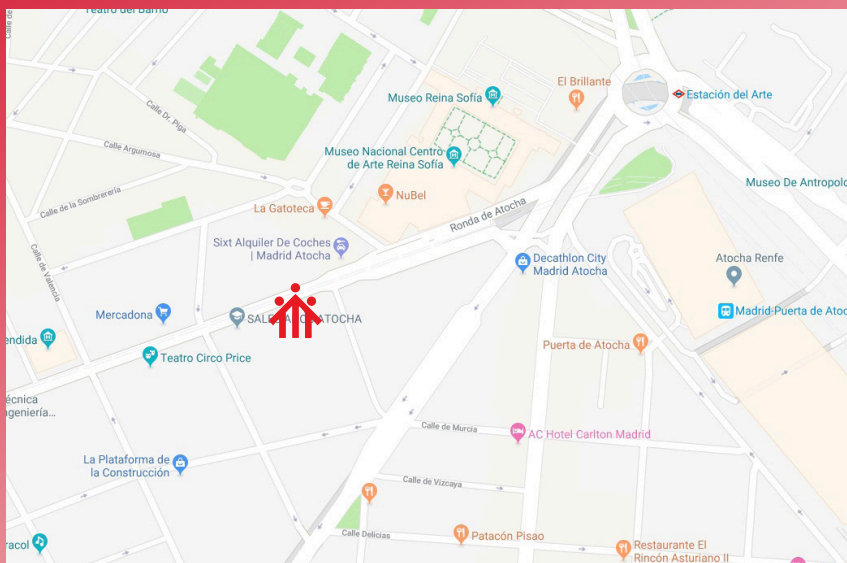 Teatro del Barrio
Calle de
El Brillante
Museo Reina Sofía
Estación del Arte
Calle Dr. Piga
Calle Argumosa
Museo Nacional Centro
de Arte Reina Sofía
Museo De Antropolo
Calle de la Sombrerería
NuBel
La Gatoteca
Ronda de Atocha
Sixt Alquiler De Coches
| Madrid Atocha
Decathlon City
Madrid Atocha
Atocha Renfe
Calle de Valencia
Mercadona
ATOCHA
Madrid-Puerta de Atoc
endida
Teatro Circo Price
Puerta de Atocha
écnica
ngeniería...
Calle de Murcia
AC Hotel Carlton Madrid
La Plataforma de
la Construcción
Calle de Vizcaya
Calle Delicias
Patacón Pisao
racol
Restaurante El
Rincón Asturiano II